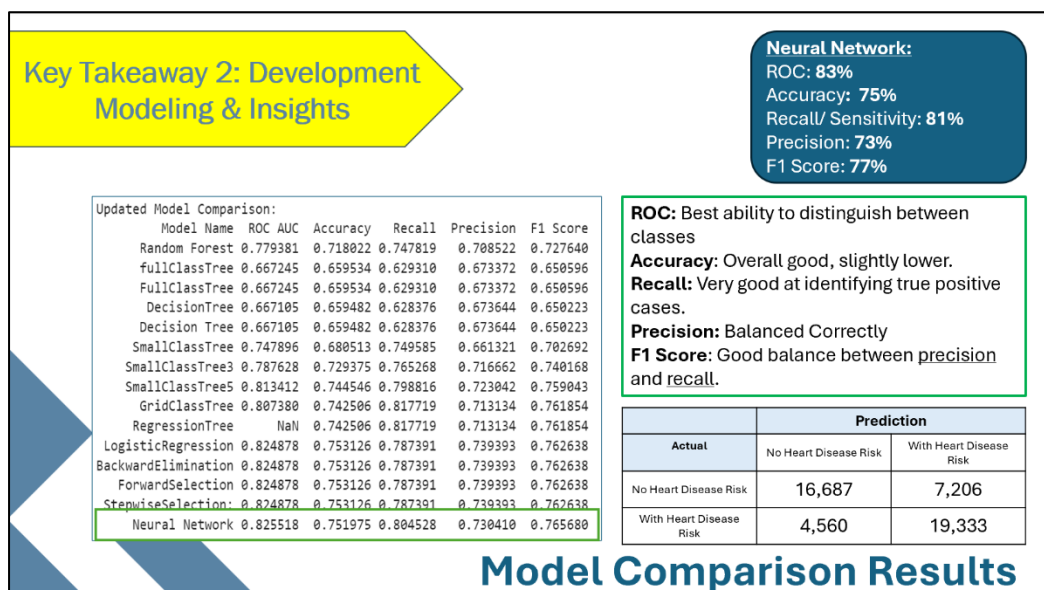 Key Takeaway 2: Development
Modeling & Insights
Neural Network:
ROC: 83%
Accuracy: 75%
Recall/ Sensitivity: 81%
Precision: 73%
F1 Score: 77%
Updated Model Comparison:
Model Name ROC AUC Accuracy Recall Precision F1 Score
Random Forest 0.779381 0.718022 0.747819 0.708522 0.727640
fullClassTree 0.667245 0.659534 0.629310 0.673372 0.650596
FullClassTree 0.667245 0.659534 0.629310 0.673372 0.650596
DecisionTree 0.667105 0.659482 0.628376 0.673644 0.650223
Decision Tree 0.667105 0.659482 0.628376 0.673644 0.650223
SmallClassTree 0.747896 0.680513 0.749585 0.661321 0.702692
SmallClassTree3 0.787628 0.729375 0.765268 0.716662 0.740168
SmallClassTree5 0.813412 0.744546 0.798816 0.723042 0.759043
GridClassTree 0.807380 0.742506 0.817719 0.713134 0.761854
RegressionTree NaN 0.742506 0.817719 0.713134 0.761854
LogisticRegression 0.824878 0.753126 0.787391 0.739393 0.762638
BackwardElimination 0.824878 0.753126 0.787391 0.739393 0.762638
ForwardSelection 0.824878 0.753126 0.787391 0.739393 0.762638
StepwiseSelection: 0.824878 0.753126 0.787391 0.739393 0.762638
Neural Network 0.825518 0.751975 0.804528 0.730410 0.765680
ROC: Best ability to distinguish between
classes
Accuracy: Overall good, slightly lower.
Recall: Very good at identifying true positive
cases.
Precision: Balanced Correctly
F1 Score: Good balance between precision
and recall.
Prediction
Actual No Heart Disease Risk With Heart Disease
Risk
No Heart Disease Risk 16,687 7,206
With Heart Disease
Risk 4,560 19,333
Model Comparison Results